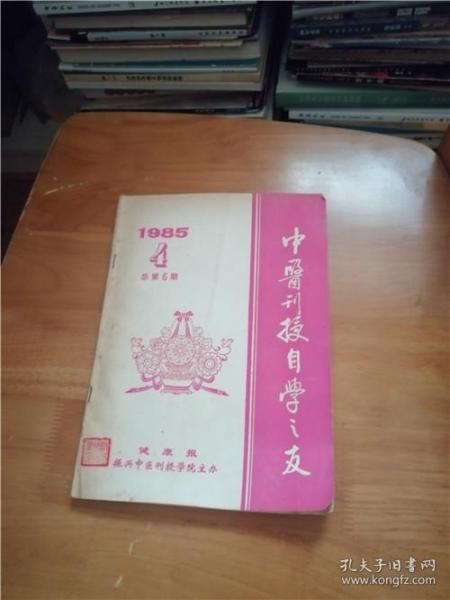 1985
4
总第6期
中醫刊授自學之友
健康报
振兴中医刊授学院主办
孔夫子旧书网
www.kongfz.com